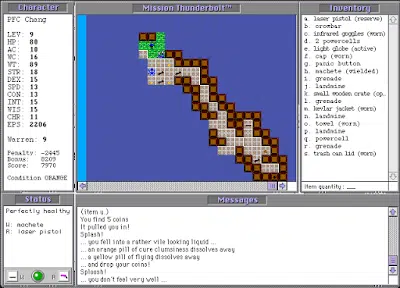 Character
PFC Chang
LEV: 9
HP: 80
AC: 10
WC: 16
WT: 89
STR: 18
DEX: 15
SPD: 13
CON: 13
INT: 15
WIS: 15
CHR: 11
EPS: 2206
Warren: 9
Penalty: -2445
Bonus: 8209
Score: 7970
Condition ORANGE
Mission Thunderbolt™
Inventory
a. laser pistol (reserve)
b. crowbar
c. infrared goggles (worn)
d. 2 powercells
e. light globe (active)
f. cap (worn)
g. panic button
h. machete (wielded)
i. grenade
j. landmine
k. small wooden crate (op..
l. grenade
m. kevlar jacket (worn)
n. landmine
o. towel (worn)
p. landmine
q. powercell
r. grenade
s. trash can lid (worn)
Item quantity: __
Status
Perfectly healthy
W: machete
R: laser pistol
W
R
Messages
(item u.)
You find 5 coins
It pulled you in!
Splash!
... you fell into a rather vile looking liquid ...
... an orange pill of cure clumsiness dissolves away
... a yellow pill of flying dissolves away
... and drop your coins!
Sploosh!
... you don't feel very well ...